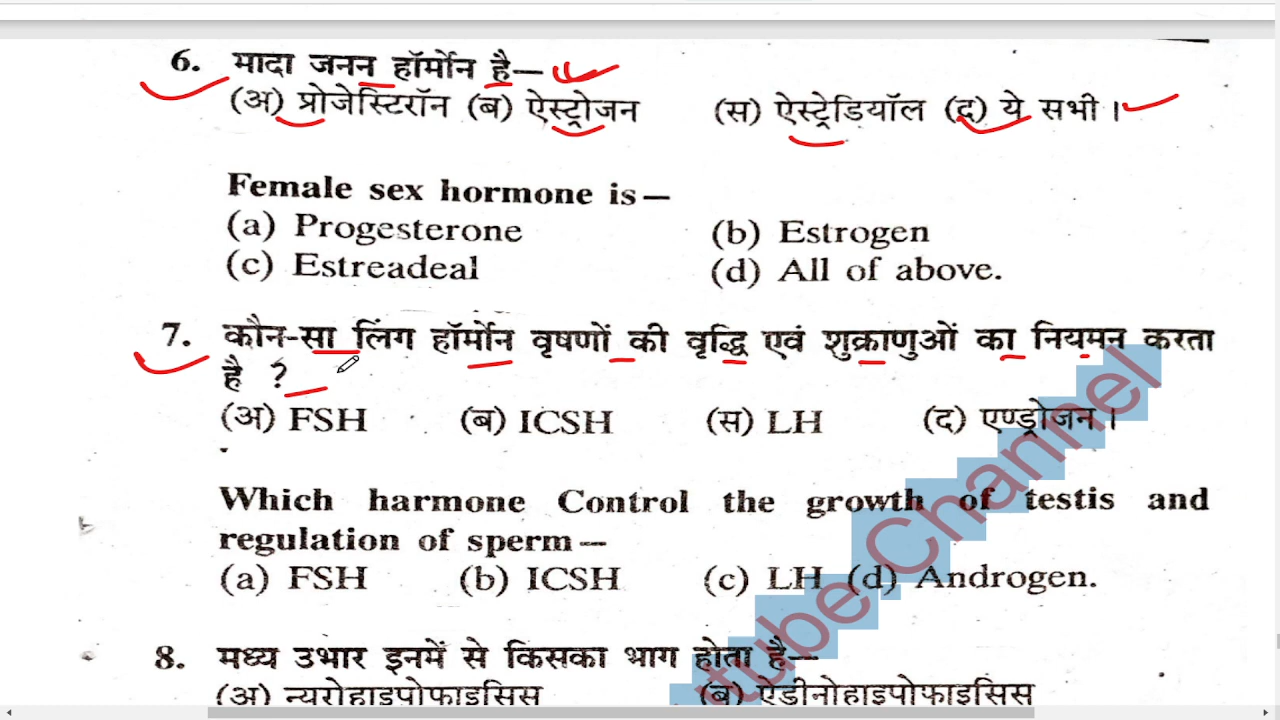 6. मादा जनन हॉर्मोन है—
(अ) प्रोजेस्टिरॉन (ब) ऐस्ट्रोजन (स) ऐस्ट्रेडियॉल (द) ये सभी।
Female sex hormone is—
(a) Progesterone (b) Estrogen
(c) Estreadeal (d) All of above.
7. कौन-सा लिंग हॉर्मोन वृषणों की वृद्धि एवं शुक्राणुओं का नियमन करता
है ?
(अ) FSH (ब) ICSH (स) LH (द) एण्ड्रोजन।
Which harmone Control the growth of testis and
regulation of sperm—
(a) FSH (b) ICSH (c) LH (d) Androgen.
8. मध्य उभार इनमें से किसका भाग होता है—
(अ) न्यूरोहाइपोफाइसिस (ब) ऐडीनोहाइपोफाइसिस
utube Channel